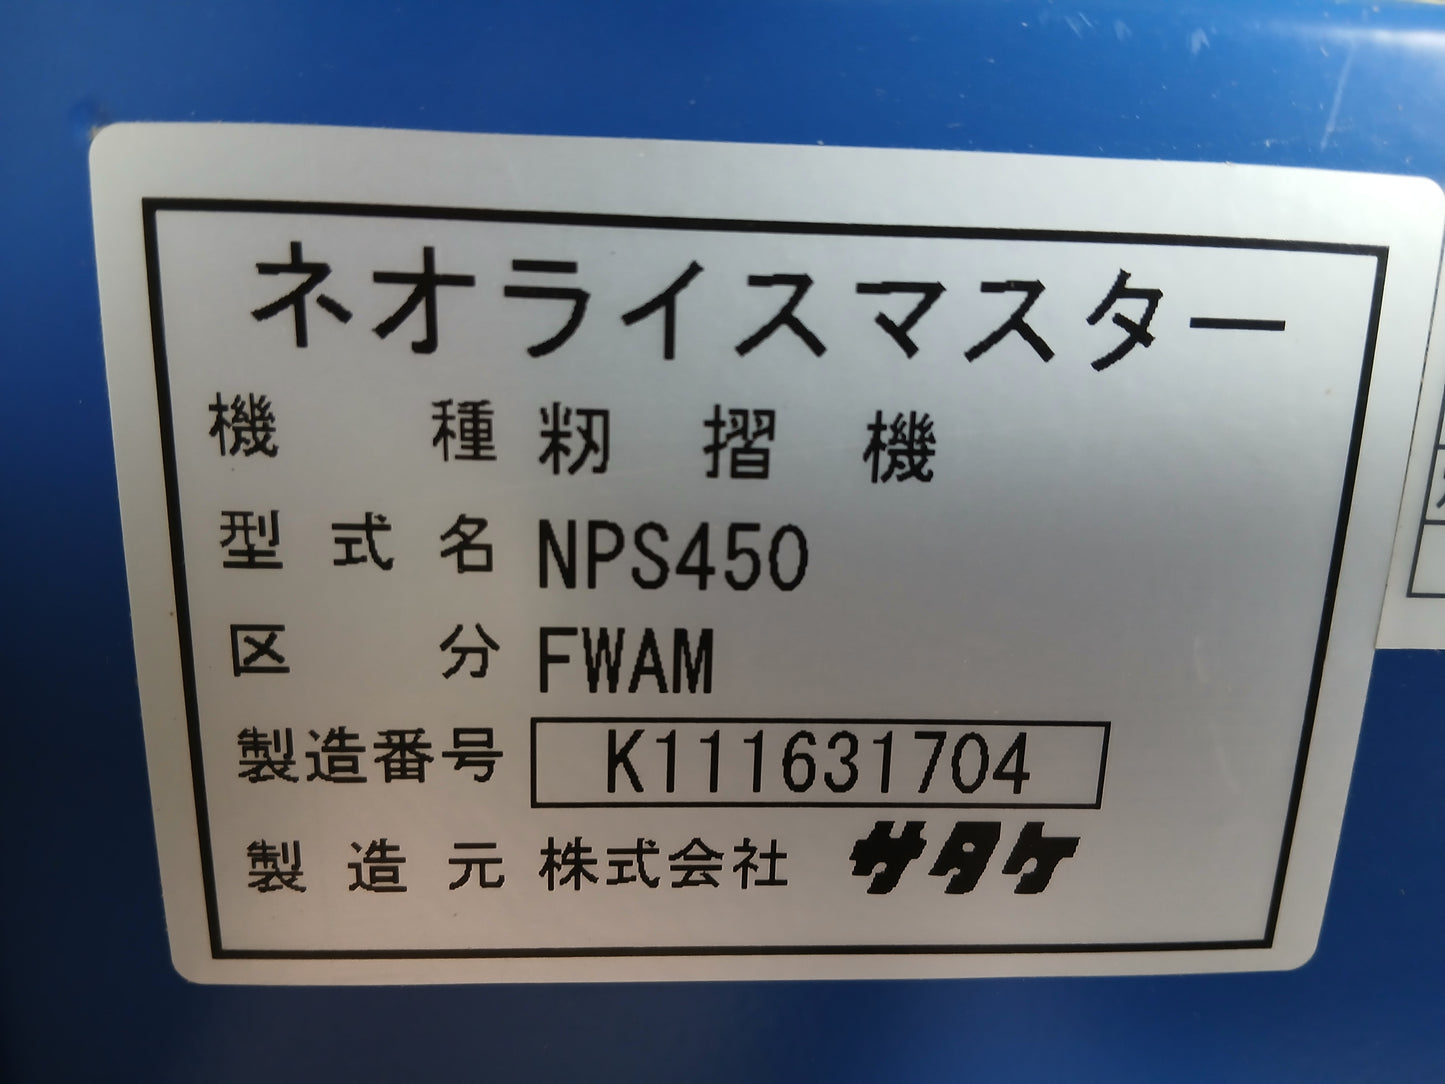 ネオライスマスター
機種 籾摺機
型式名 NPS450
区分 FWAM
製造番号 K111631704
製造元 株式会社 サタケ